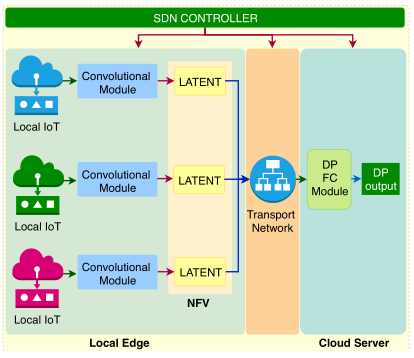 SDN CONTROLLER
Convolutional
Module
LATENT
Local IoT
Convolutional
Module
LATENT
Local IoT
Convolutional
Module
LATENT
Local IoT
NFV
Transport
Network
DP
FC
Module
DP
output
Local Edge
Cloud Server